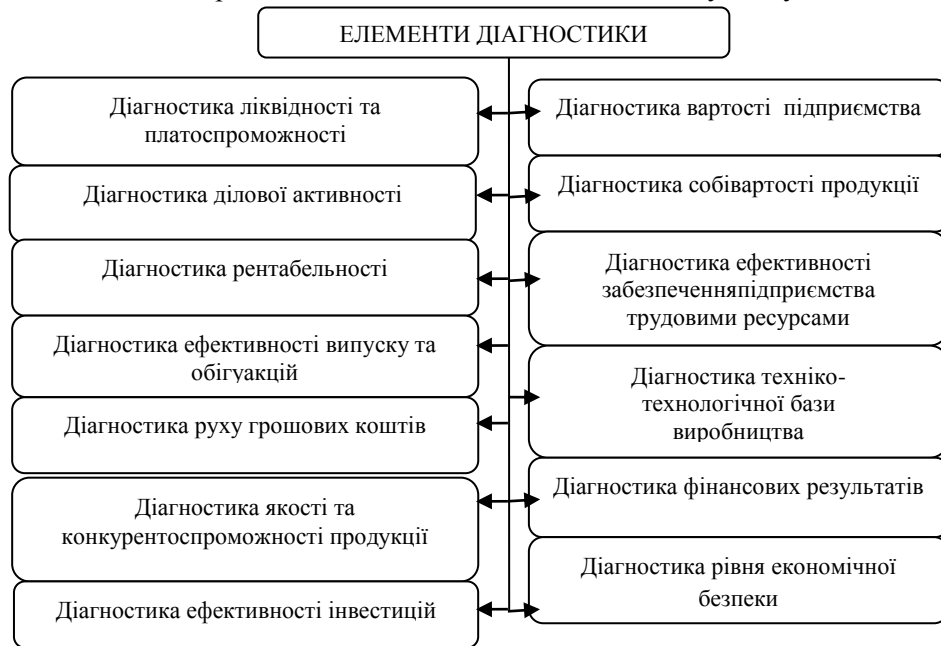 ЕЛЕМЕНТИ ДІАГНОСТИКИ
Діагностика ліквідності та
платоспроможності
Діагностика ділової активності
Діагностика рентабельності
Діагностика ефективності випуску та
обігуакцій
Діагностика руху грошових коштів
Діагностика якості та
конкурентоспроможності продукції
Діагностика ефективності інвестицій
Діагностика вартості підприємства
Діагностика собівартості продукції
Діагностика ефективності
забезпеченняпідприємства
трудовими ресурсами
Діагностика техніко-
технологічної бази
виробництва
Діагностика фінансових результатів
Діагностика рівня економічної
безпеки